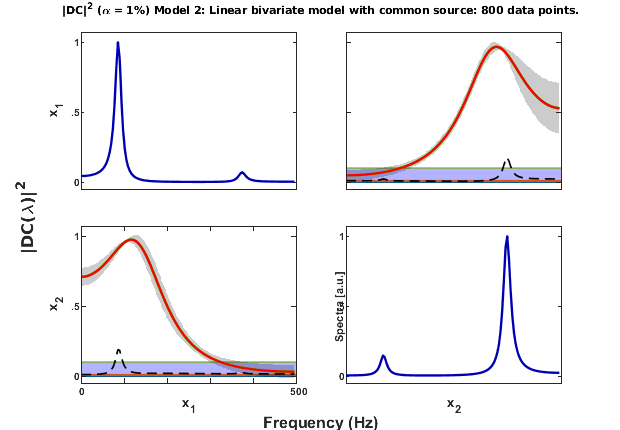 |DC|² (α = 1%) Model 2: Linear bivariate model with common source: 800 data points.
1
.5
0
x₁
|DC(λ)|²
1
.5
0
x₂
Spectra [a.u.]
0
500
x₁
x₂
Frequency (Hz)
1
.5
0